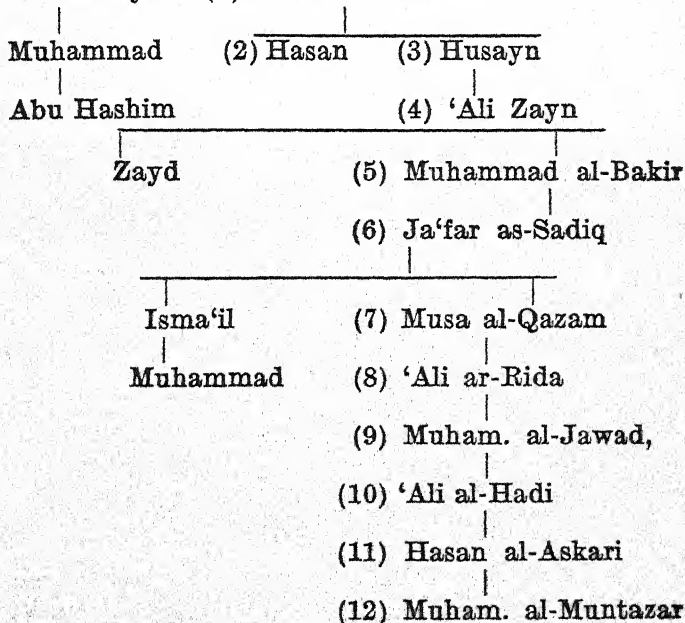 Muhammad (2) Hasan (3) Husayn
Abu Hashim (4) ‘Ali Zayn
Zayd (5) Muhammad al-Bakir
(6) Ja‘far as-Sadiq
Isma‘il (7) Musa al-Qazam
Muhammad (8) ‘Ali ar-Rida
(9) Muham. al-Jawad,
(10) ‘Ali al-Hadi
(11) Hasan al-Askari
(12) Muham. al-Muntazar